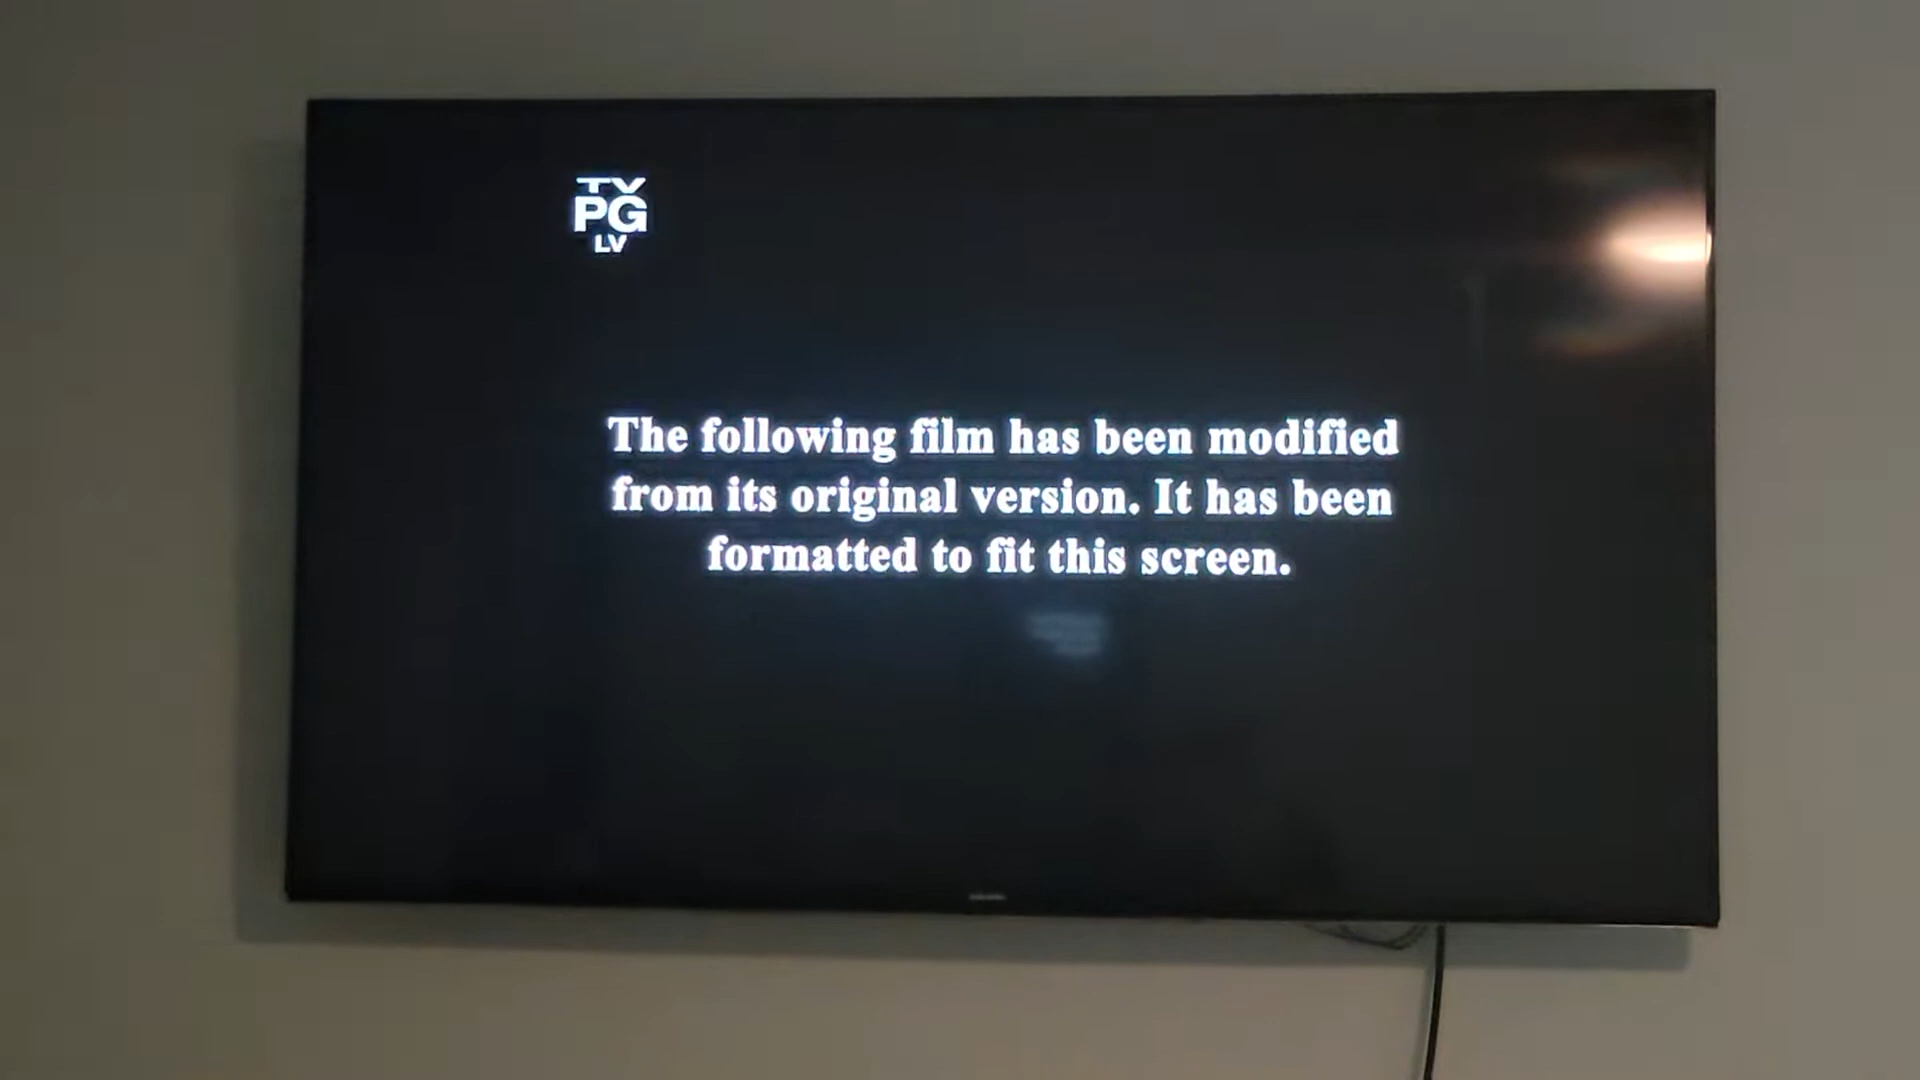 TV
PG
LV
The following film has been modified
from its original version. It has been
formatted to fit this screen.